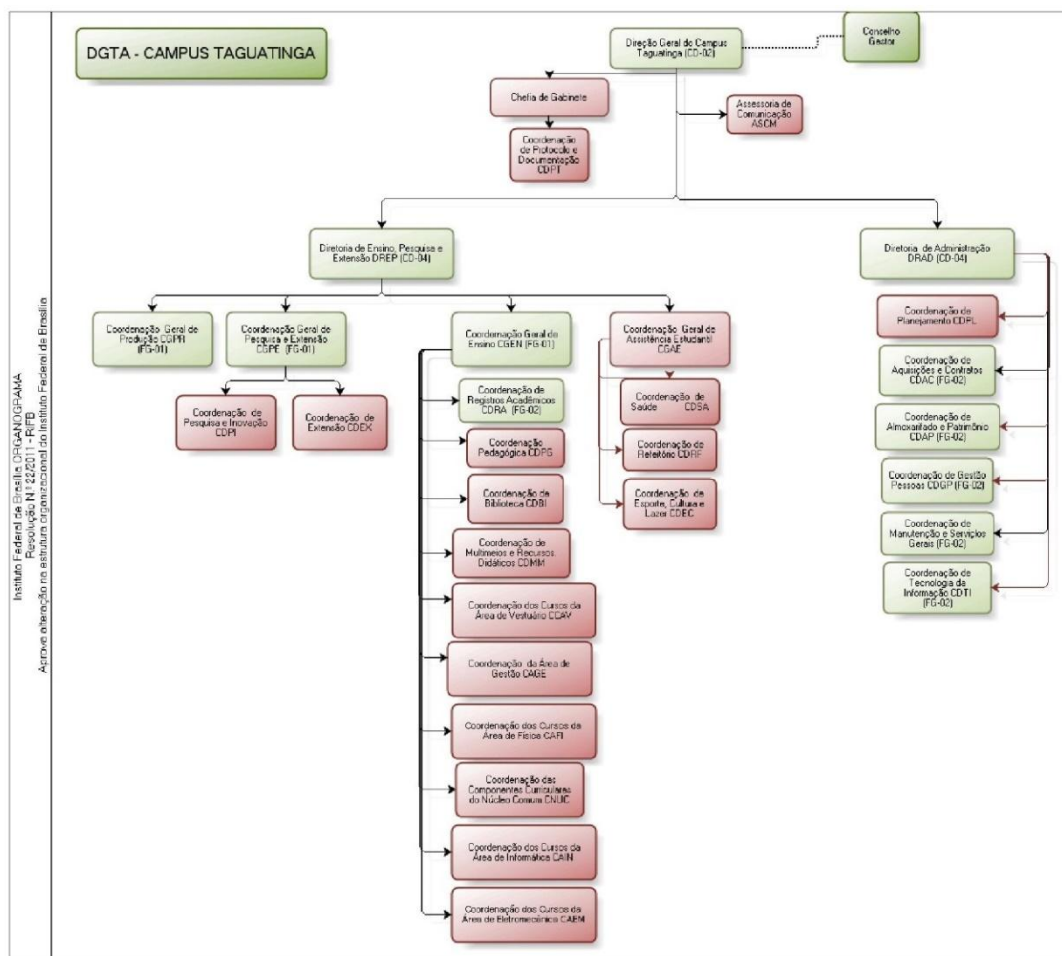 DGTA - CAMPUS TAGUATINGA
Direção Geral do Campus
Taguatinga (CD-02)
Conselho
Gestor
Chefia de Gabinete
Assessoria de
Comunicação
ASCM
Coordenação
de Protocolo e
Documentação
CDPT
Diretoria de Ensino, Pesquisa e
Extensão DREP (CD-04)
Diretoria de Administração
DRAD (CD-04)
Coordenação Geral de
Produção CGPR
(FG-01)
Coordenação Geral de
Pesquisa e Extensão
CGPE (FG-01)
Coordenação Geral de
Ensino CGEN (FG-01)
Coordenação Geral de
Assistência Estudantil
CGAE
Coordenação de
Pesquisa e Inovação
CDPI
Coordenação de
Extensão CDEX
Coordenação de
Registros Acadêmicos
CDRA (FG-02)
Coordenação
Pedagógica CDPG
Coordenação de
Biblioteca CDBI
Coordenação de
Multimeios e Recursos
Didáticos CDMM
Coordenação dos Cursos da
Área de Vestuário CCAV
Coordenação da Área de
Gestão CAGE
Coordenação dos Cursos da
Área de Física CAFI
Coordenação das
Componentes Curriculares
do Núcleo Comum CNUC
Coordenação dos Cursos da
Área de Informática CAIN
Coordenação dos Cursos da
Área de Eletromecânica CAEM
Coordenação de
Saúde CDSA
Coordenação de
Refeitório CDRF
Coordenação de
Esporte, Cultura e
Lazer CDEC
Coordenação de
Planejamento CDPL
Coordenação de
Aquisições e Contratos
CDAC (FG-02)
Coordenação de
Almoxarifado e Patrimônio
CDAP (FG-02)
Coordenação de Gestão
Pessoas CDGP (FG-02)
Coordenação de
Manutenção e Serviços
Gerais (FG-02)
Coordenação de
Tecnologia da
Informação CDTI
(FG-02)
Instituto Federal de Brasília ORGANOGRAMA
Resolução N.º 22/2011 - RIFB
Aprova alteração na estrutura organizacional do Instituto Federal de Brasília